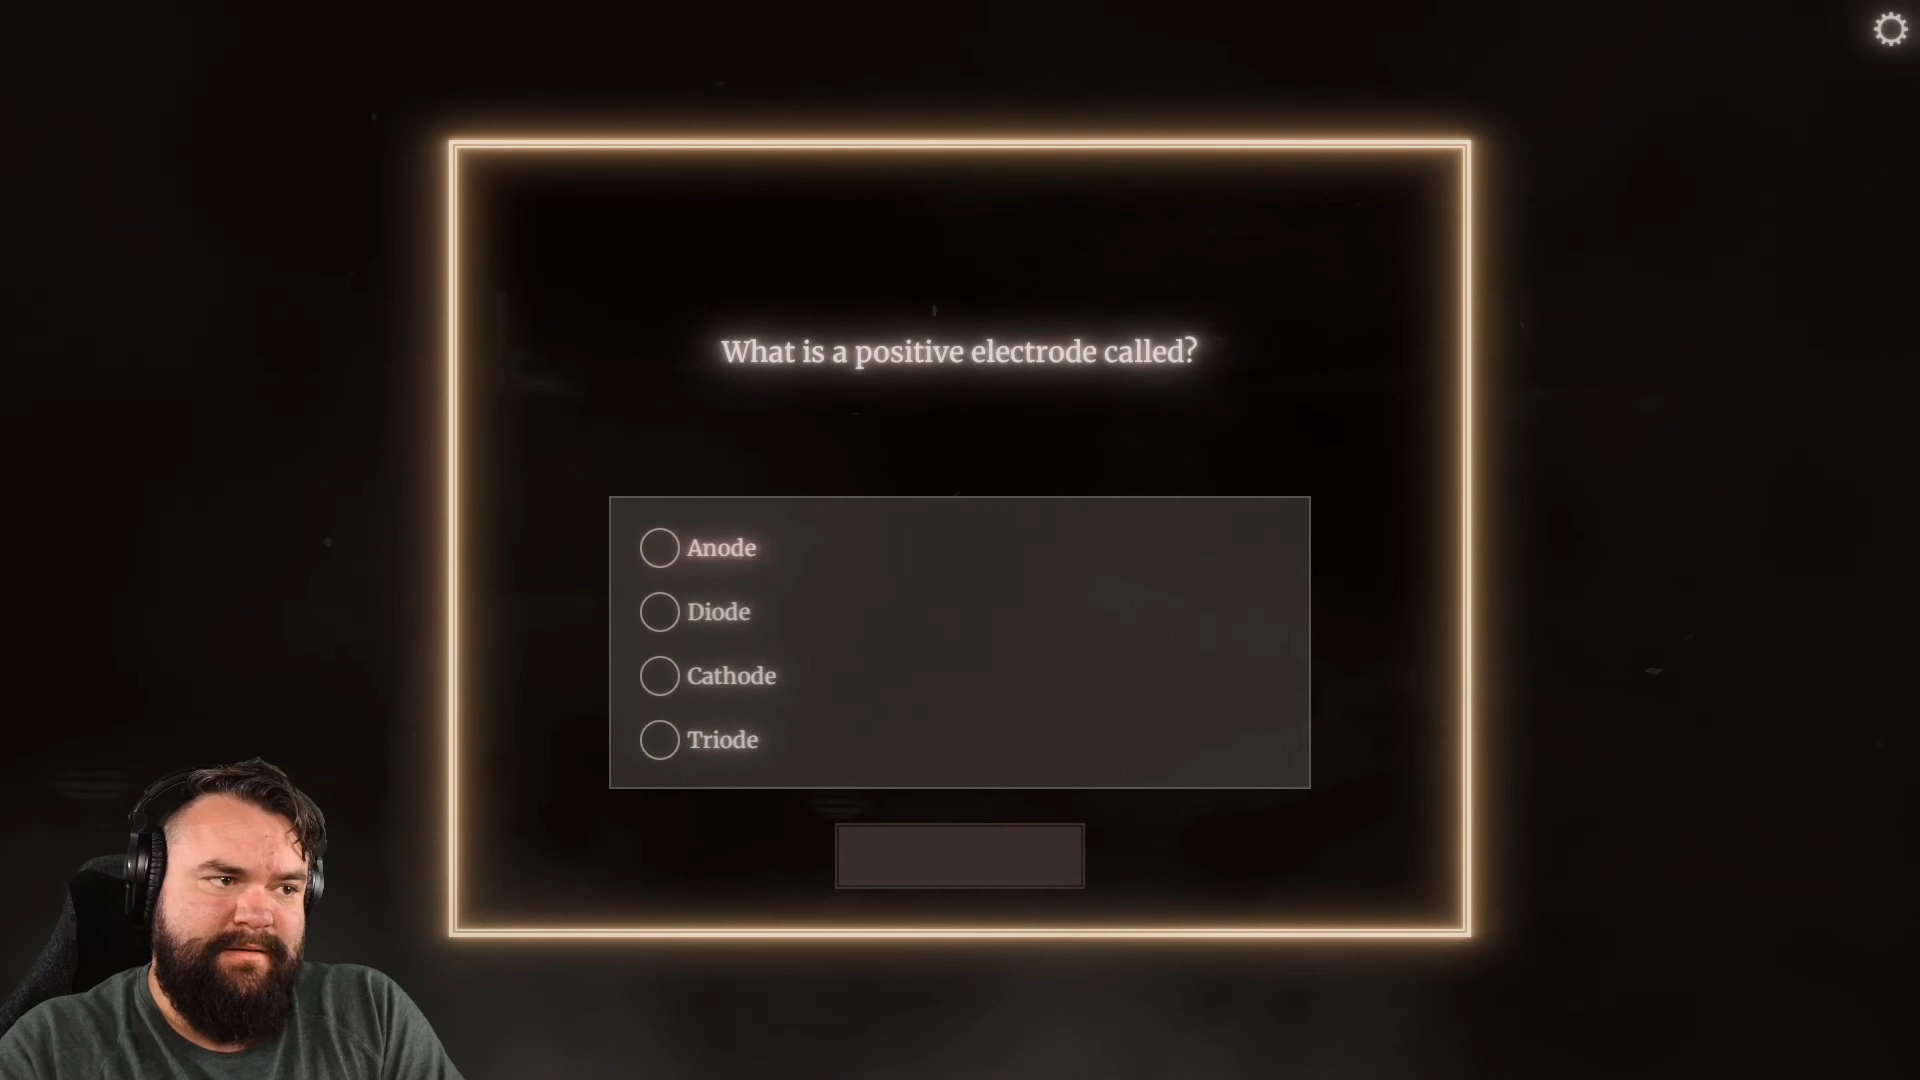 What is a positive electrode called?
Anode
Diode
Cathode
Triode